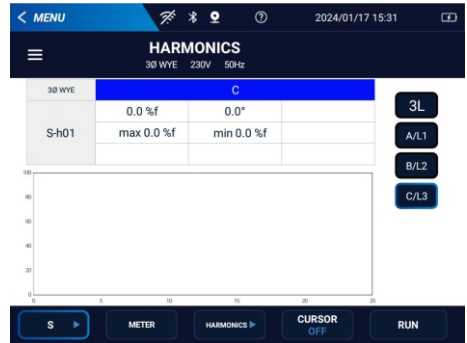 < MENU 2024/01/17 15:31
HARMONICS
3Ø WYE 230V 50Hz
3Ø WYE C
0.0 %f 0.0°
S-h01 max 0.0 %f min 0.0 %f
3L
A/L1
B/L2
C/L3
100
80
60
40
20
0
0 5 10 15 20 25
S METER HARMONICS CURSOR RUN
OFF